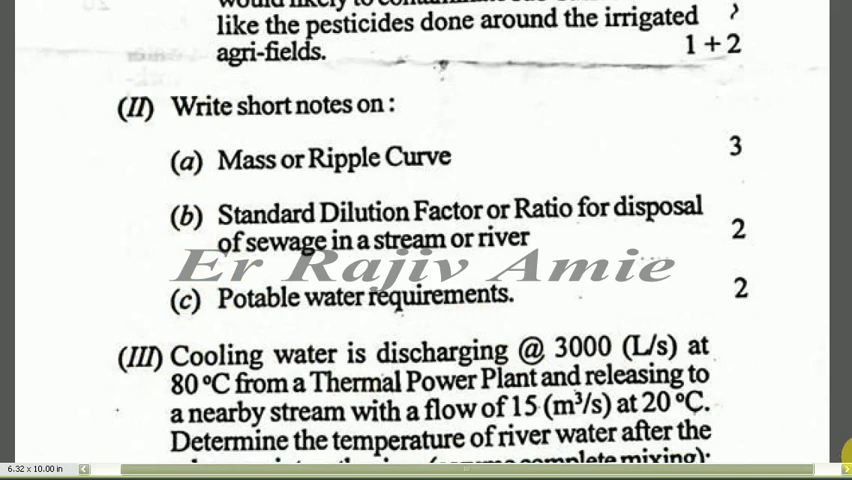 like the pesticides done around the irrigated
agri-fields. 1 + 2
(II) Write short notes on :
(a) Mass or Ripple Curve 3
(b) Standard Dilution Factor or Ratio for disposal
of sewage in a stream or river 2
Er Rajiv Amie
(c) Potable water requirements. 2
(III) Cooling water is discharging @ 3000 (L/s) at
80 ºC from a Thermal Power Plant and releasing to
a nearby stream with a flow of 15 (m³/s) at 20 ºC.
Determine the temperature of river water after the
complete mixing):
6.32 x 10.00 in